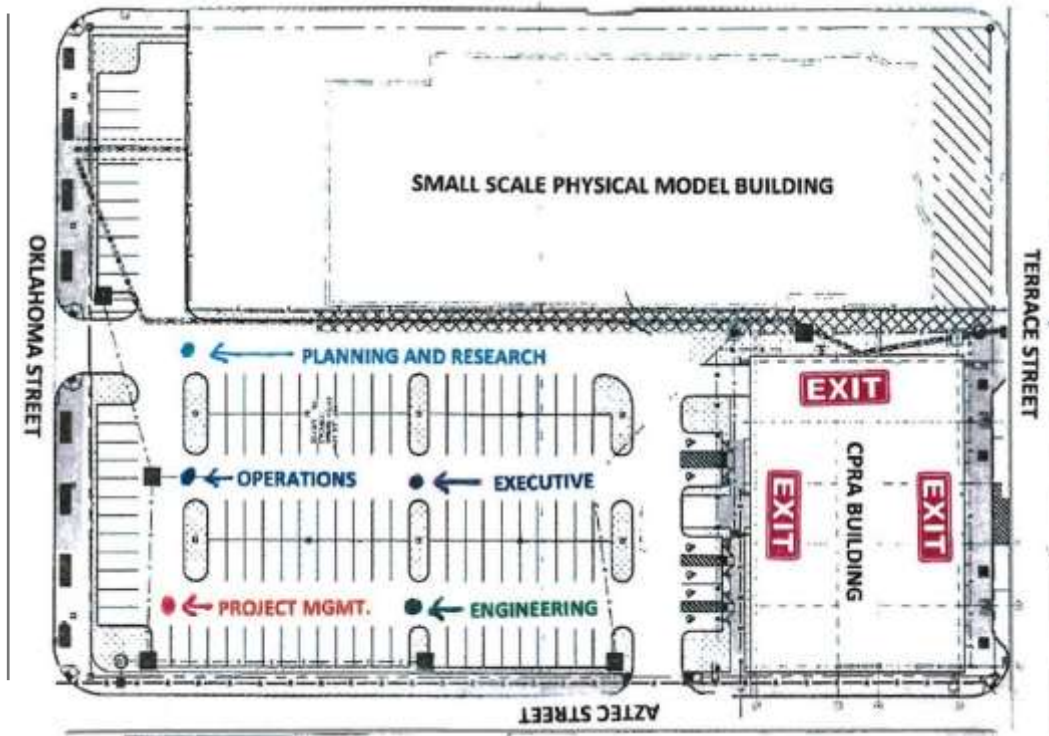 SMALL SCALE PHYSICAL MODEL BUILDING
OKLAHOMA STREET
TERRACE STREET
PLANNING AND RESEARCH
EXIT
OPERATIONS
EXECUTIVE
EXIT
CPRA BUILDING
EXIT
PROJECT MGMT.
ENGINEERING
AZTEC STREET